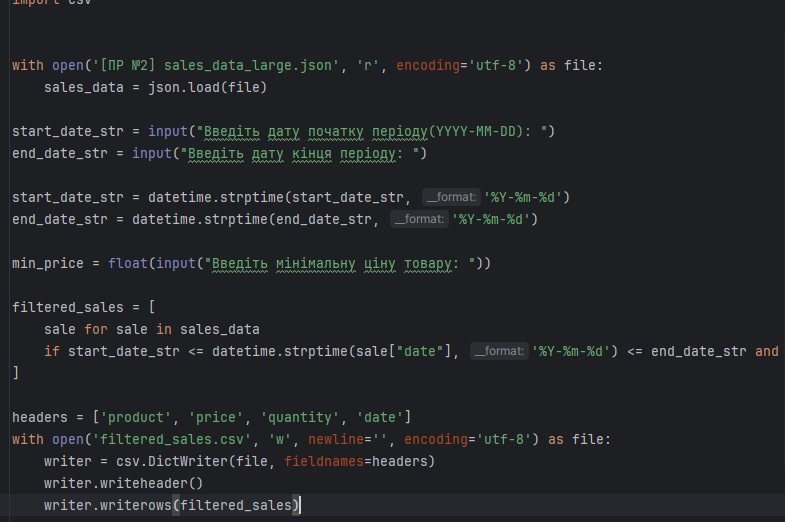 import csv
with open('[ПР №2] sales_data_large.json', 'r', encoding='utf-8') as file:
    sales_data = json.load(file)
start_date_str = input("Введіть дату початку періоду(YYYY-MM-DD): ")
end_date_str = input("Введіть дату кінця періоду: ")
start_date_str = datetime.strptime(start_date_str, __format: '%Y-%m-%d')
end_date_str = datetime.strptime(end_date_str, __format: '%Y-%m-%d')
min_price = float(input("Введіть мінімальну ціну товару: "))
filtered_sales = [
    sale for sale in sales_data
    if start_date_str <= datetime.strptime(sale["date"], __format: '%Y-%m-%d') <= end_date_str and
]
headers = ['product', 'price', 'quantity', 'date']
with open('filtered_sales.csv', 'w', newline='', encoding='utf-8') as file:
    writer = csv.DictWriter(file, fieldnames=headers)
    writer.writeheader()
    writer.writerows(filtered_sales)